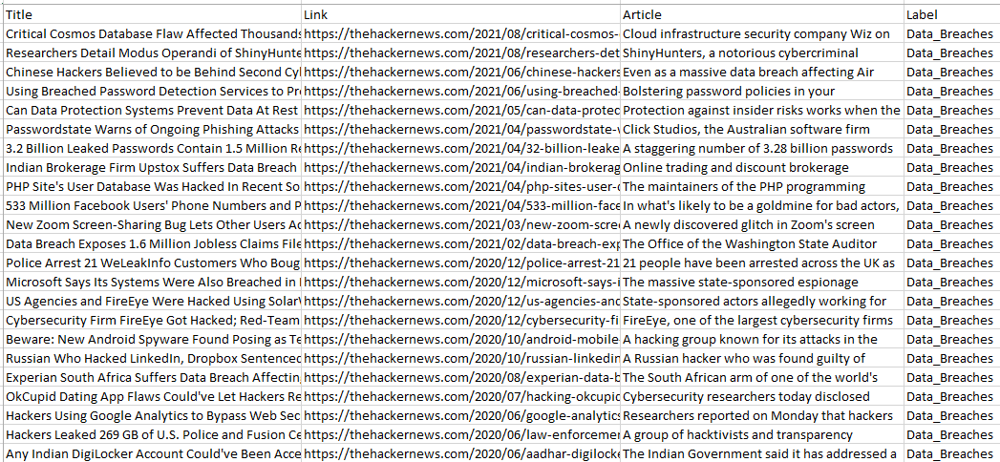 Title Link Article Label
Critical Cosmos Database Flaw Affected Thousands https://thehackernews.com/2021/08/critical-cosmos- Cloud infrastructure security company Wiz on Data_Breaches
Researchers Detail Modus Operandi of ShinyHunte https://thehackernews.com/2021/08/researchers-det ShinyHunters, a notorious cybercriminal Data_Breaches
Chinese Hackers Believed to be Behind Second Cy https://thehackernews.com/2021/06/chinese-hackers Even as a massive data breach affecting Air Data_Breaches
Using Breached Password Detection Services to Pr https://thehackernews.com/2021/06/using-breached- Bolstering password policies in your Data_Breaches
Can Data Protection Systems Prevent Data At Rest https://thehackernews.com/2021/05/can-data-protec Protection against insider risks works when the Data_Breaches
Passwordstate Warns of Ongoing Phishing Attacks https://thehackernews.com/2021/04/passwordstate-w Click Studios, the Australian software firm Data_Breaches
3.2 Billion Leaked Passwords Contain 1.5 Million Re https://thehackernews.com/2021/04/32-billion-leake A staggering number of 3.28 billion passwords Data_Breaches
Indian Brokerage Firm Upstox Suffers Data Breach https://thehackernews.com/2021/04/indian-brokerag Online trading and discount brokerage Data_Breaches
PHP Site's User Database Was Hacked In Recent So https://thehackernews.com/2021/04/php-sites-user- The maintainers of the PHP programming Data_Breaches
533 Million Facebook Users' Phone Numbers and P https://thehackernews.com/2021/04/533-million-face In what's likely to be a goldmine for bad actors, Data_Breaches
New Zoom Screen-Sharing Bug Lets Other Users Ac https://thehackernews.com/2021/03/new-zoom-scre A newly discovered glitch in Zoom's screen Data_Breaches
Data Breach Exposes 1.6 Million Jobless Claims File https://thehackernews.com/2021/02/data-breach-exp The Office of the Washington State Auditor Data_Breaches
Police Arrest 21 WeLeakInfo Customers Who Boug https://thehackernews.com/2020/12/police-arrest-21 21 people have been arrested across the UK as Data_Breaches
Microsoft Says Its Systems Were Also Breached in https://thehackernews.com/2020/12/microsoft-says-i The massive state-sponsored espionage Data_Breaches
US Agencies and FireEye Were Hacked Using Solar https://thehackernews.com/2020/12/us-agencies-and State-sponsored actors allegedly working for Data_Breaches
Cybersecurity Firm FireEye Got Hacked; Red-Team https://thehackernews.com/2020/12/cybersecurity-fi FireEye, one of the largest cybersecurity firms Data_Breaches
Beware: New Android Spyware Found Posing as Te https://thehackernews.com/2020/10/android-mobile A hacking group known for its attacks in the Data_Breaches
Russian Who Hacked LinkedIn, Dropbox Sentenced https://thehackernews.com/2020/10/russian-linkedin A Russian hacker who was found guilty of Data_Breaches
Experian South Africa Suffers Data Breach Affectin https://thehackernews.com/2020/08/experian-data-b The South African arm of one of the world's Data_Breaches
OkCupid Dating App Flaws Could've Let Hackers Re https://thehackernews.com/2020/07/hacking-okcupid Cybersecurity researchers today disclosed Data_Breaches
Hackers Using Google Analytics to Bypass Web Sec https://thehackernews.com/2020/06/google-analytics Researchers reported on Monday that hackers Data_Breaches
Hackers Leaked 269 GB of U.S. Police and Fusion Ce https://thehackernews.com/2020/06/law-enforcemer A group of hacktivists and transparency Data_Breaches
Any Indian DigiLocker Account Could've Been Acce https://thehackernews.com/2020/06/aadhar-digilocke The Indian Government said it has addressed a Data_Breaches